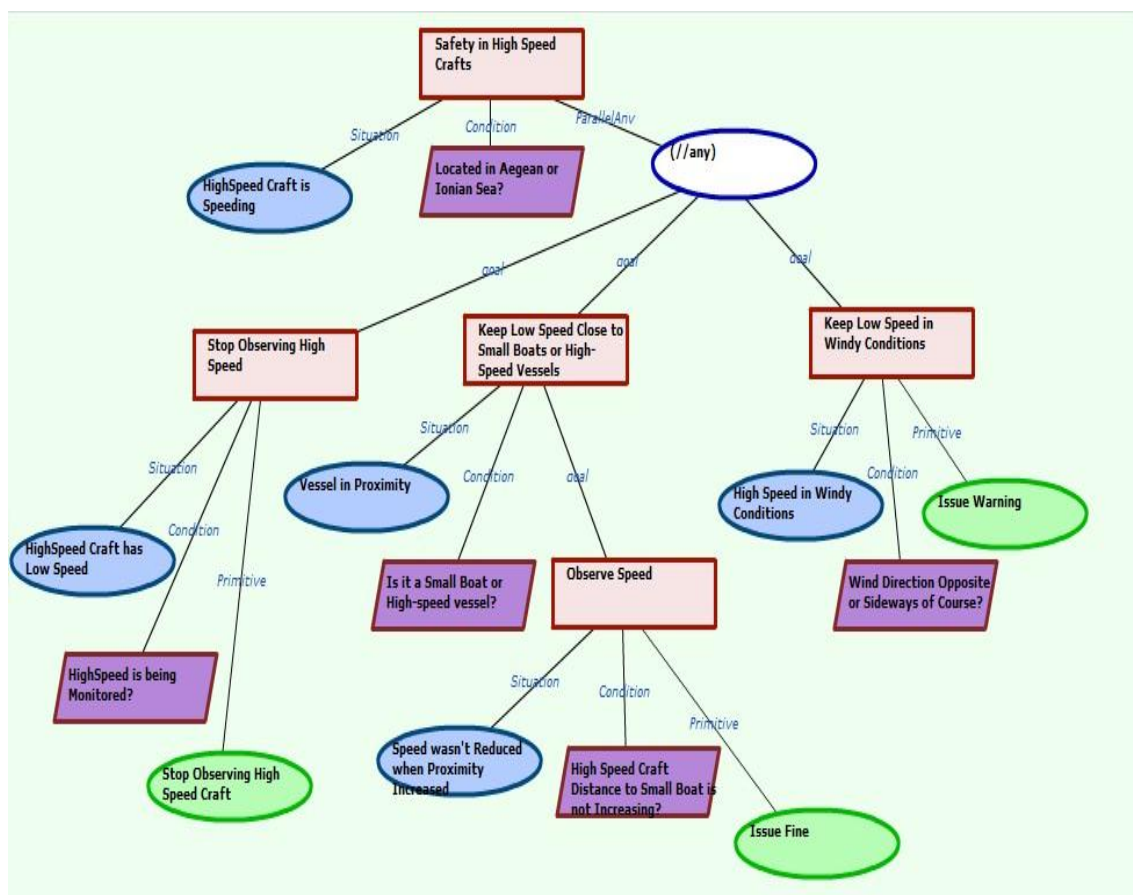 Safety in High Speed
Crafts
Situation
Condition
ParallelAny
(//any)
HighSpeed Craft is
Speeding
Located in Aegean or
Ionian Sea?
goal
goal
goal
Stop Observing High
Speed
Keep Low Speed Close to
Small Boats or High-
Speed Vessels
Keep Low Speed in
Windy Conditions
Situation
Condition
Primitive
Situation
Condition
goal
Situation
Condition
Primitive
HighSpeed Craft has
Low Speed
Vessel in Proximity
High Speed in Windy
Conditions
Issue Warning
HighSpeed is being
Monitored?
Is it a Small Boat or
High-speed vessel?
Observe Speed
Wind Direction Opposite
or Sideways of Course?
Stop Observing High
Speed Craft
Situation
Condition
Primitive
Speed wasn't Reduced
when Proximity
Increased
High Speed Craft
Distance to Small Boat is
not Increasing?
Issue Fine